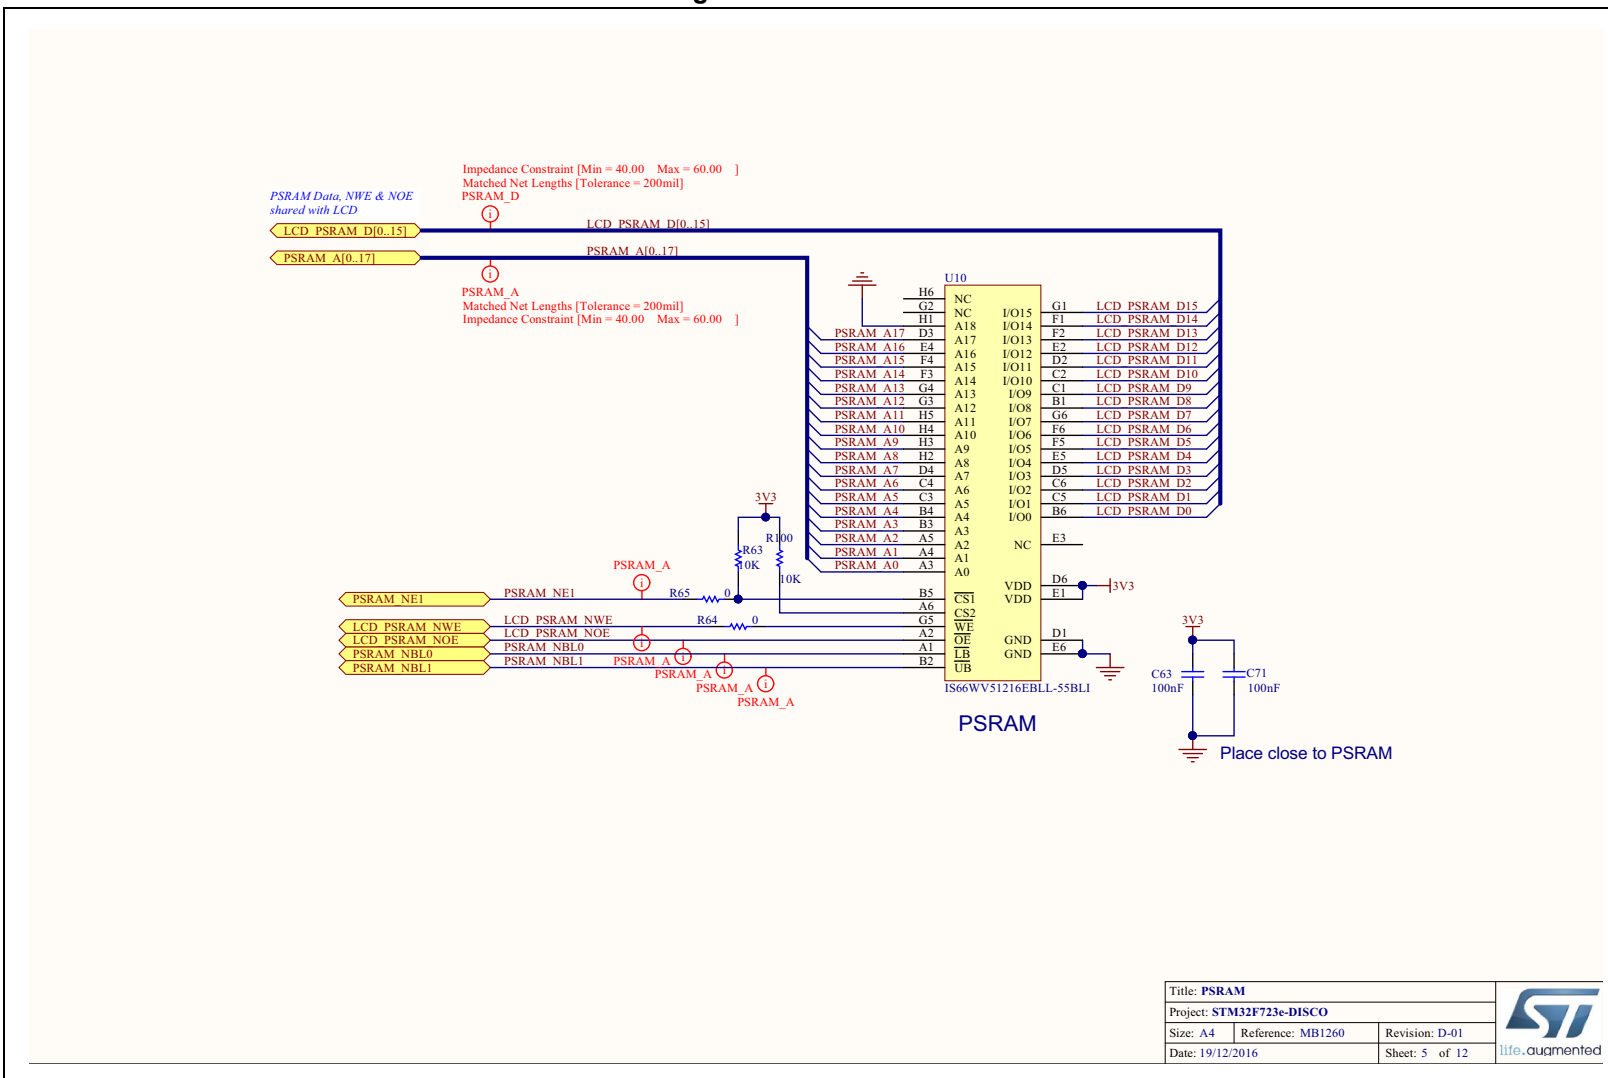 Impedance Constraint [Min = 40.00    Max = 60.00    ]
Matched Net Lengths [Tolerance = 200mil]
PSRAM_D
i
PSRAM Data, NWE & NOE
shared with LCD
LCD_PSRAM_D[0..15]
LCD_PSRAM_D[0..15]
PSRAM_A[0..17]
PSRAM_A[0..17]
i
PSRAM_A
Matched Net Lengths [Tolerance = 200mil]
Impedance Constraint [Min = 40.00    Max = 60.00    ]
U10
H6 NC
G2 NC
H1 A18
PSRAM_A17 D3 A17
PSRAM_A16 E4 A16
PSRAM_A15 F4 A15
PSRAM_A14 F3 A14
PSRAM_A13 G4 A13
PSRAM_A12 G3 A12
PSRAM_A11 H5 A11
PSRAM_A10 H4 A10
PSRAM_A9 H3 A9
PSRAM_A8 H2 A8
PSRAM_A7 D4 A7
PSRAM_A6 C4 A6
PSRAM_A5 C3 A5
PSRAM_A4 B4 A4
PSRAM_A3 B3 A3
PSRAM_A2 A5 A2
PSRAM_A1 A4 A1
PSRAM_A0 A3 A0
B5 CS1
A6 CS2
G5 WE
A2 OE
A1 LB
B2 UB
I/O15 G1 LCD_PSRAM_D15
I/O14 F1 LCD_PSRAM_D14
I/O13 F2 LCD_PSRAM_D13
I/O12 E2 LCD_PSRAM_D12
I/O11 D2 LCD_PSRAM_D11
I/O10 C2 LCD_PSRAM_D10
I/O9 C1 LCD_PSRAM_D9
I/O8 B1 LCD_PSRAM_D8
I/O7 G6 LCD_PSRAM_D7
I/O6 F6 LCD_PSRAM_D6
I/O5 F5 LCD_PSRAM_D5
I/O4 E5 LCD_PSRAM_D4
I/O3 D5 LCD_PSRAM_D3
I/O2 C6 LCD_PSRAM_D2
I/O1 C5 LCD_PSRAM_D1
I/O0 B6 LCD_PSRAM_D0
NC E3
VDD D6
VDD E1
3V3
GND D1
GND E6
IS66WV51216EBLL-55BLI
PSRAM
3V3
R63
10K
R100
10K
PSRAM_A
i
PSRAM_NE1 PSRAM_NE1 R65 0
LCD_PSRAM_NWE LCD_PSRAM_NWE R64 0
LCD_PSRAM_NOE LCD_PSRAM_NOE
PSRAM_NBL0 PSRAM_NBL0
PSRAM_NBL1 PSRAM_NBL1
i
PSRAM_A
i
PSRAM_A
i
PSRAM_A
i
PSRAM_A
3V3
C63
100nF
C71
100nF
Place close to PSRAM
Title: PSRAM
Project: STM32F723e-DISCO
Size: A4 Reference: MB1260 Revision: D-01
Date: 19/12/2016 Sheet: 5 of 12
ST
life.augmented